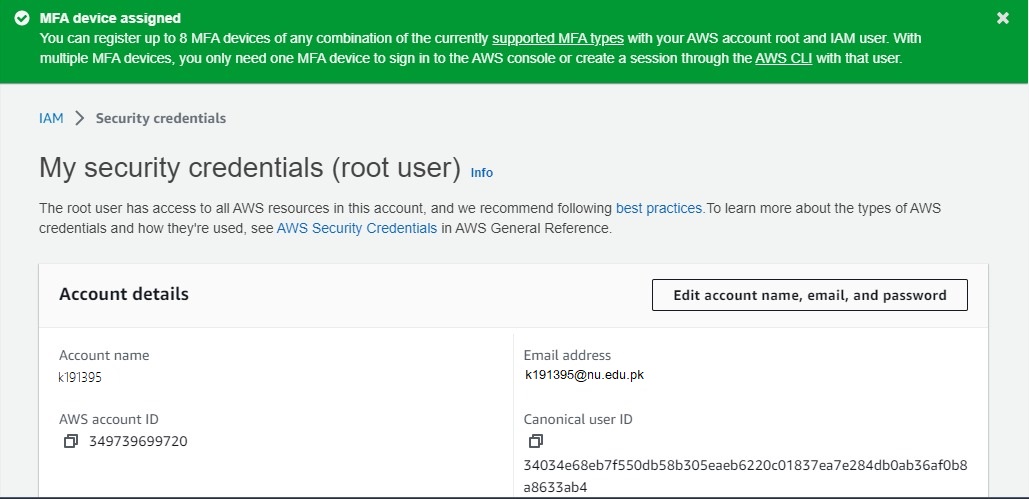 MFA device assigned
You can register up to 8 MFA devices of any combination of the currently supported MFA types with your AWS account root and IAM user. With
multiple MFA devices, you only need one MFA device to sign in to the AWS console or create a session through the AWS CLI with that user.
IAM > Security credentials
My security credentials (root user) Info
The root user has access to all AWS resources in this account, and we recommend following best practices.To learn more about the types of AWS
credentials and how they're used, see AWS Security Credentials in AWS General Reference.
Account details
Edit account name, email, and password
Account name
k191395
Email address
k191395@nu.edu.pk
AWS account ID
349739699720
Canonical user ID
34034e68eb7f550db58b305eaeb6220c01837ea7e284db0ab36af0b8
a8633ab4